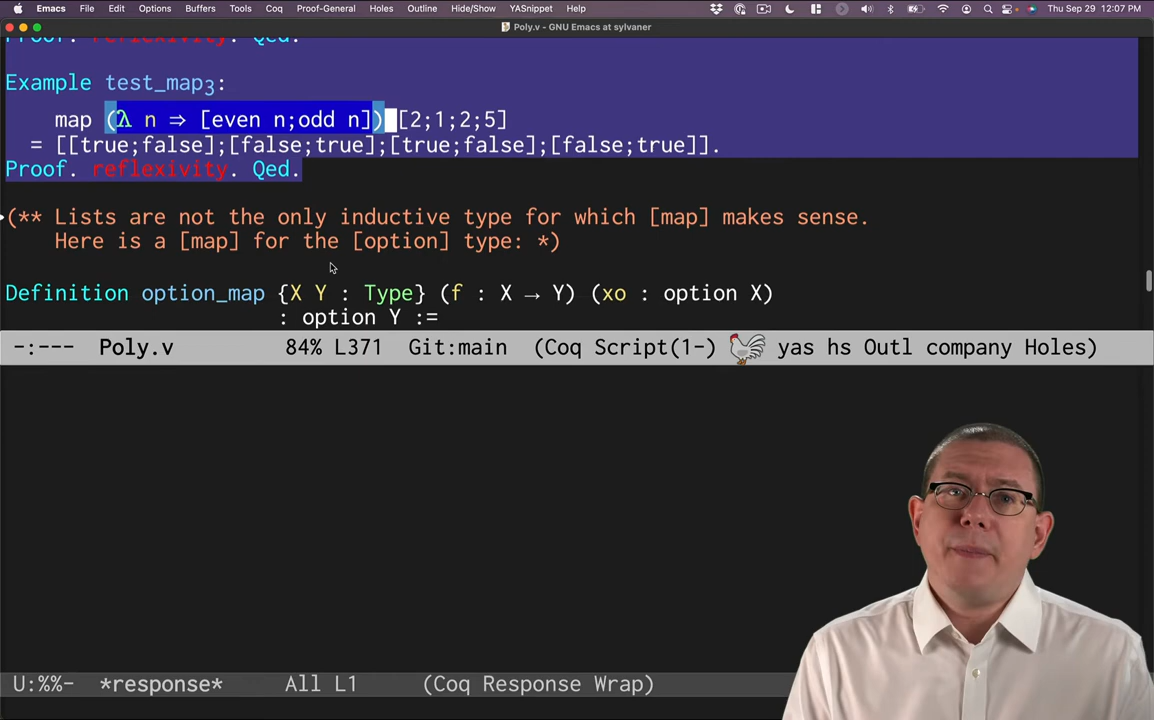 Emacs File Edit Options Buffers Tools Coq Proof-General Holes Outline Hide/Show YASnippet Help Thu Sep 29 12:07 PM
Poly.v - GNU Emacs at sylvaner
Proof. reflexivity. Qed.
Example test_map3:
map (λ n ⇒ [even n;odd n]) [2;1;2;5]
= [[true;false];[false;true];[true;false];[false;true]].
Proof. reflexivity. Qed.
(** Lists are not the only inductive type for which [map] makes sense.
Here is a [map] for the [option] type: *)
Definition option_map {X Y : Type} (f : X → Y) (xo : option X)
: option Y :=
-:--- Poly.v 84% L371 Git:main (Coq Script(1-) yas hs Outl company Holes)
U:%%- *response* All L1 (Coq Response Wrap)